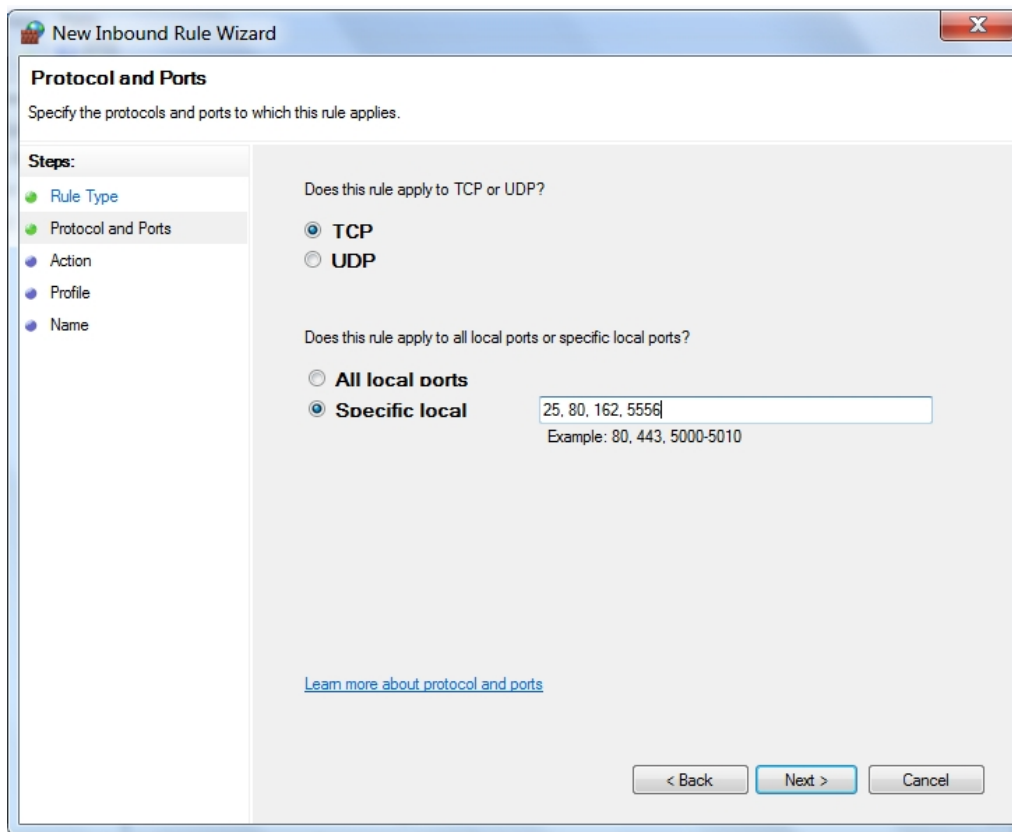 New Inbound Rule Wizard
Protocol and Ports
Specify the protocols and ports to which this rule applies.
Steps:
Rule Type
Protocol and Ports
Action
Profile
Name
Does this rule apply to TCP or UDP?
TCP
UDP
Does this rule apply to all local ports or specific local ports?
All local ports
Specific local
25, 80, 162, 5556
Example: 80, 443, 5000-5010
Learn more about protocol and ports
< Back
Next >
Cancel